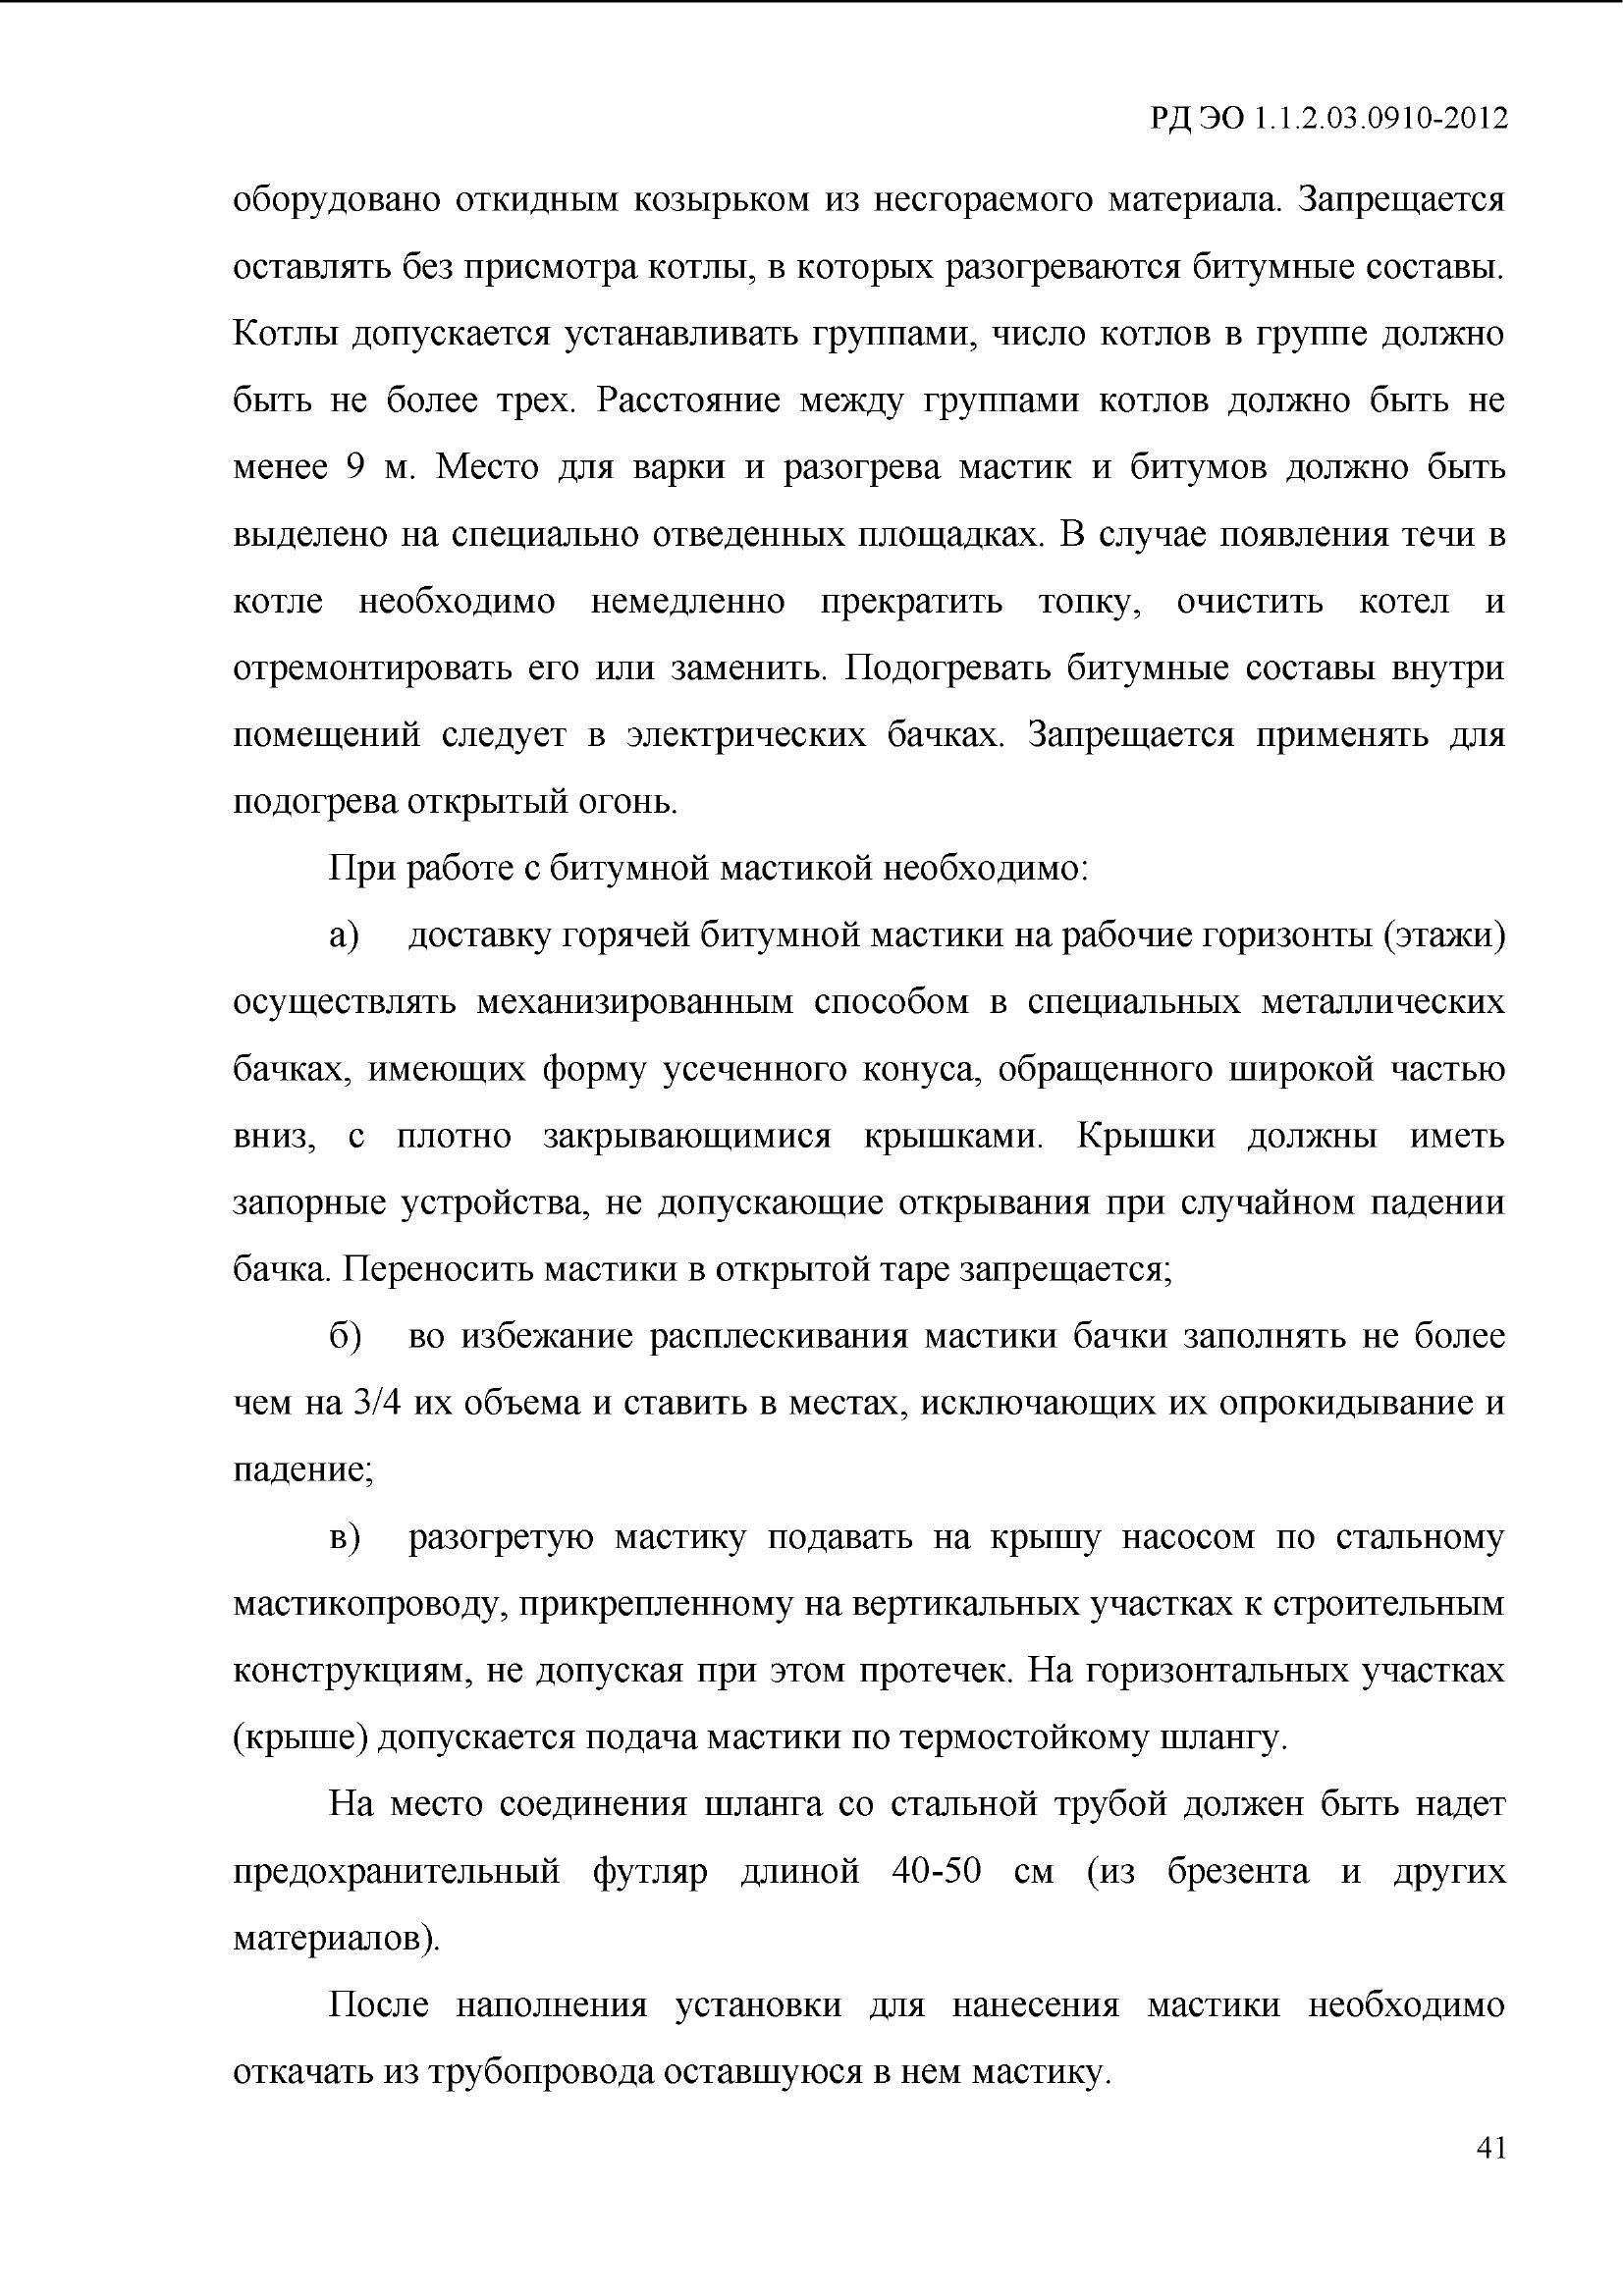 РД ЭО 1.1.2.03.0910-2012
оборудовано откидным козырьком из несгораемого материала. Запрещается
оставлять без присмотра котлы, в которых разогреваются битумные составы.
Котлы допускается устанавливать группами, число котлов в группе должно
быть не более трех. Расстояние между группами котлов должно быть не
менее 9 м. Место для варки и разогрева мастик и битумов должно быть
выделено на специально отведенных площадках. В случае появления течи в
котле необходимо немедленно прекратить топку, очистить котел и
отремонтировать его или заменить. Подогревать битумные составы внутри
помещений следует в электрических бачках. Запрещается применять для
подогрева открытый огонь.
При работе с битумной мастикой необходимо:
а) доставку горячей битумной мастики на рабочие горизонты (этажи)
осуществлять механизированным способом в специальных металлических
бачках, имеющих форму усеченного конуса, обращенного широкой частью
вниз, с плотно закрывающимися крышками. Крышки должны иметь
запорные устройства, не допускающие открывания при случайном падении
бачка. Переносить мастики в открытой таре запрещается;
б) во избежание расплескивания мастики бачки заполнять не более
чем на 3/4 их объема и ставить в местах, исключающих их опрокидывание и
падение;
в) разогретую мастику подавать на крышу насосом по стальному
мастикопроводу, прикрепленному на вертикальных участках к строительным
конструкциям, не допуская при этом протечек. На горизонтальных участках
(крыше) допускается подача мастики по термостойкому шлангу.
На место соединения шланга со стальной трубой должен быть надет
предохранительный футляр длиной 40-50 см (из брезента и других
материалов).
После наполнения установки для нанесения мастики необходимо
откачать из трубопровода оставшуюся в нем мастику.
41